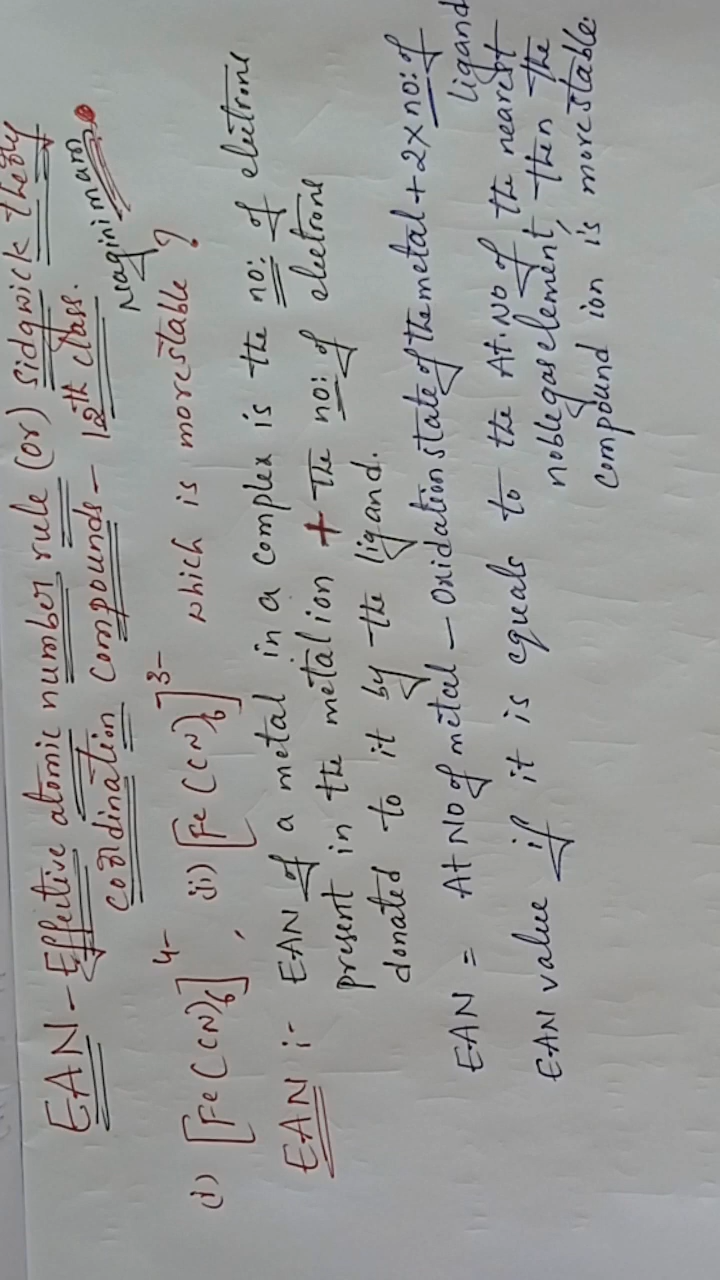 EAN - Effective atomic number rule (or) sidgwick theory
coordination compounds - 12th class.
Nagini mam
(i) [Fe(CN)6]4- , (ii) [Fe(CN)6]3- which is more stable ?
EAN :- EAN of a metal in a complex is the no: of electrons
present in the metal ion + the no: of electrons
donated to it by the ligand.
EAN = At No of metal - Oxidation state of the metal + 2 x no: of
ligand
EAN value if it is equals to the At.No of the nearest
noble gas element, then the
compound ion is more stable.